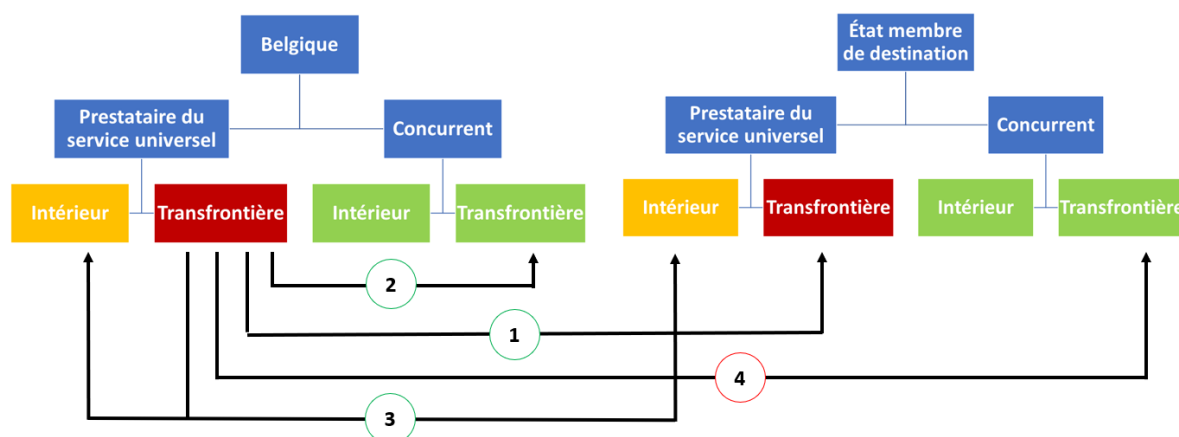 Belgique
Prestataire du
service universel
Concurrent
Intérieur
Transfrontière
Intérieur
Transfrontière
État membre
de destination
Prestataire du
service universel
Concurrent
Intérieur
Transfrontière
Intérieur
Transfrontière
2
1
4
3